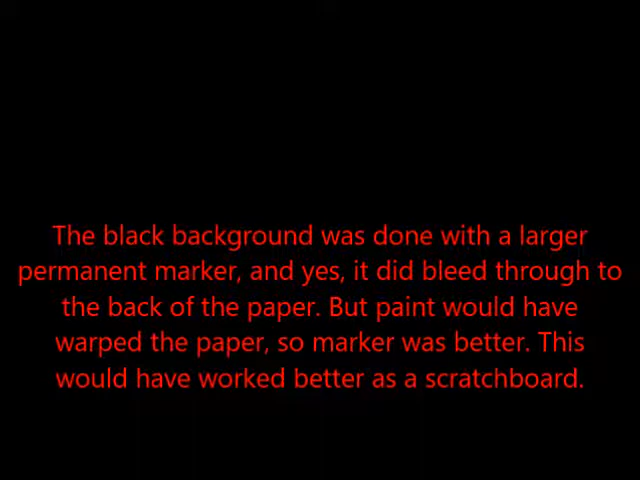 The black background was done with a larger
permanent marker, and yes, it did bleed through to
the back of the paper. But paint would have
warped the paper, so marker was better. This
would have worked better as a scratchboard.